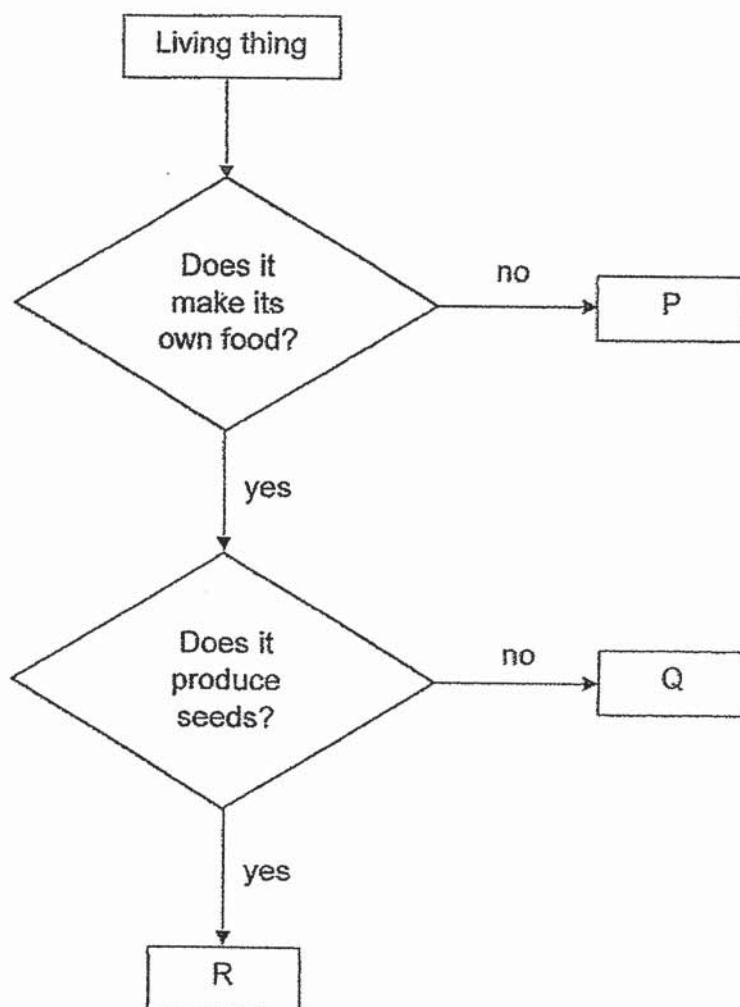 Living thing
Does it
make its
own food?
no
P
yes
Does it
produce
seeds?
no
Q
yes
R